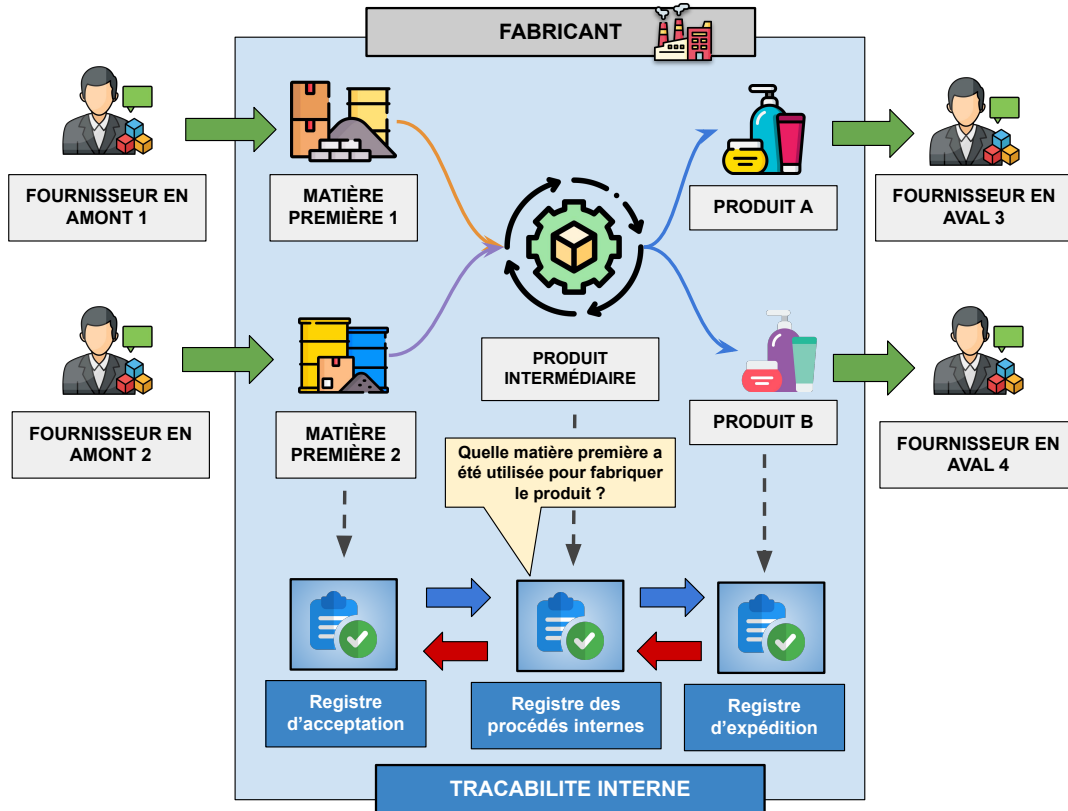 FABRICANT
FOURNISSEUR EN
AMONT 1
MATIÈRE
PREMIÈRE 1
PRODUIT A
FOURNISSEUR EN
AVAL 3
FOURNISSEUR EN
AMONT 2
MATIÈRE
PREMIÈRE 2
PRODUIT
INTERMÉDIAIRE
PRODUIT B
FOURNISSEUR EN
AVAL 4
Quelle matière première a
été utilisée pour fabriquer
le produit ?
Registre
d’acceptation
Registre des
procédés internes
Registre
d’expédition
TRACABILITE INTERNE